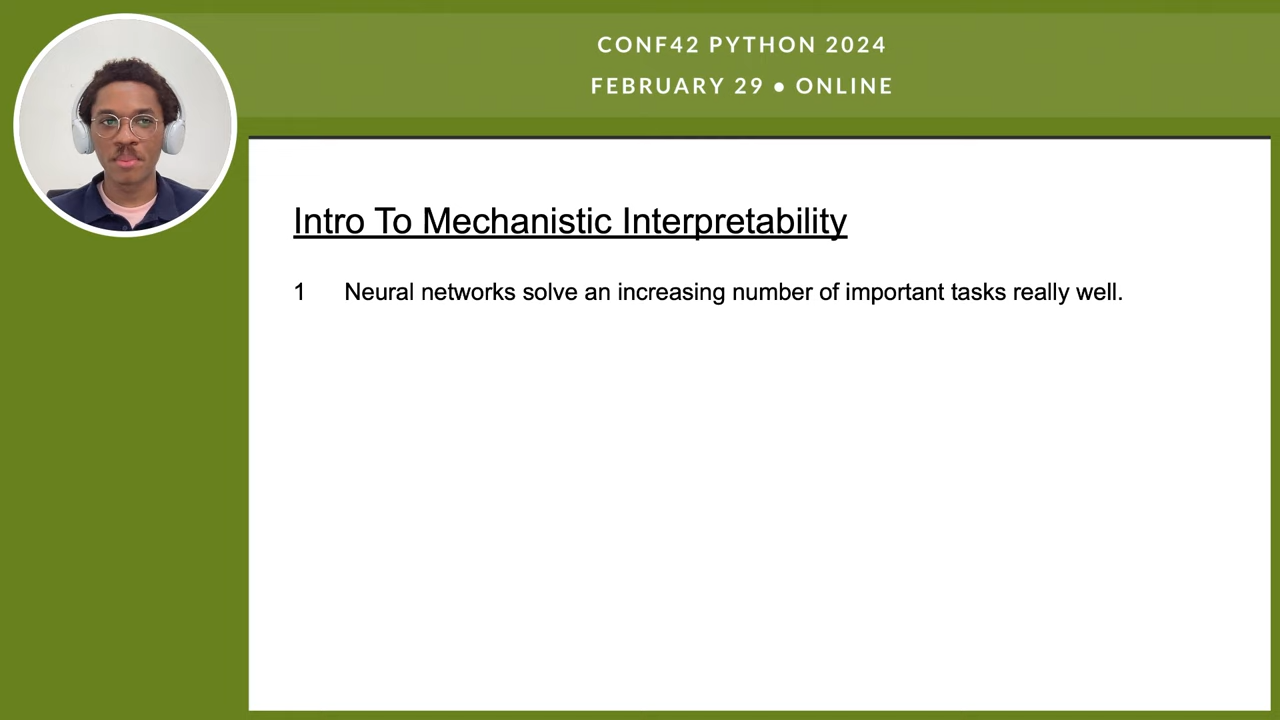 CONF42 PYTHON 2024
FEBRUARY 29 ● ONLINE
Intro To Mechanistic Interpretability
1 Neural networks solve an increasing number of important tasks really well.